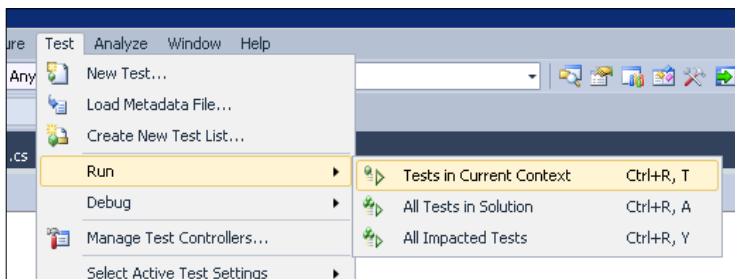 ure Test Analyze Window Help
Any
New Test...
Load Metadata File...
Create New Test List...
.cs
Run
Tests in Current Context Ctrl+R, T
Debug
All Tests in Solution Ctrl+R, A
Manage Test Controllers...
All Impacted Tests Ctrl+R, Y
Select Active Test Settings